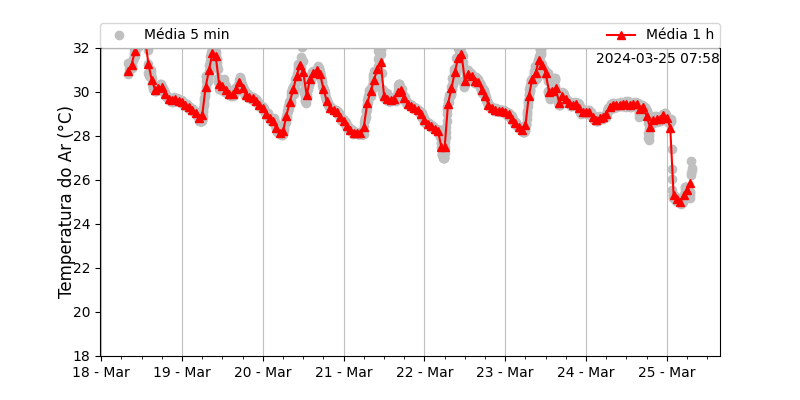 Média 5 min
Média 1 h
2024-03-25 07:58
Temperatura do Ar (°C)
32
30
28
26
24
22
20
18
18 - Mar
19 - Mar
20 - Mar
21 - Mar
22 - Mar
23 - Mar
24 - Mar
25 - Mar